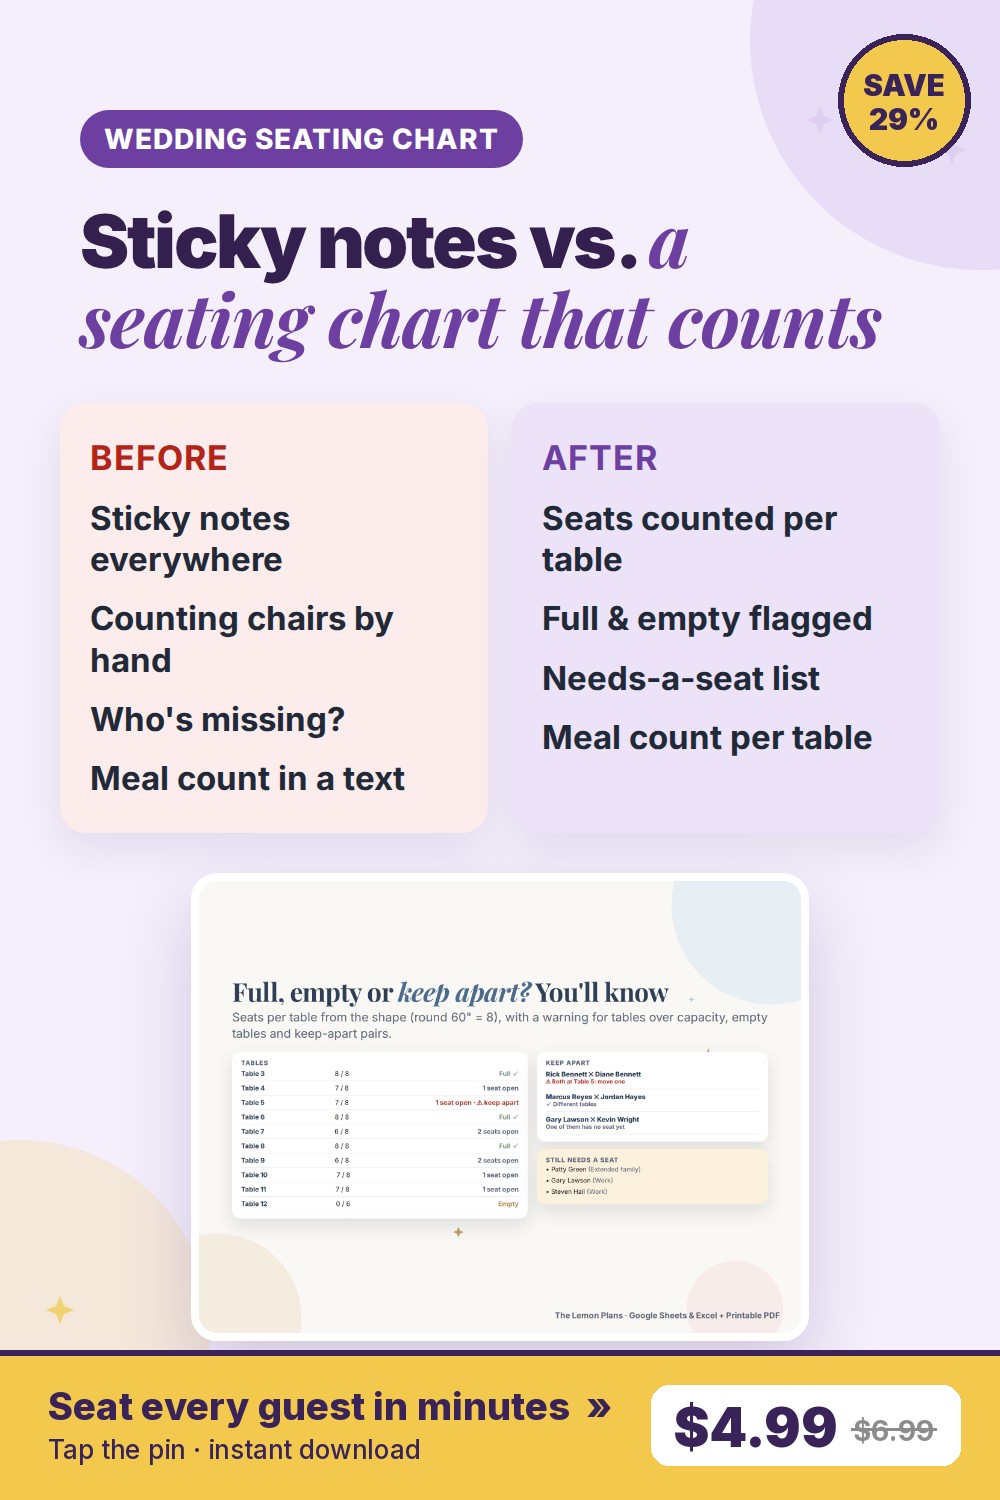 SAVE
29%
WEDDING SEATING CHART
Sticky notes vs. a
seating chart that counts
BEFORE
Sticky notes
everywhere
Counting chairs by
hand
Who's missing?
Meal count in a text
AFTER
Seats counted per
table
Full & empty flagged
Needs-a-seat list
Meal count per table
Full, empty or keep apart? You'll know
Seats per table from the shape (round 60" = 8), with a warning for tables over capacity, empty
tables and keep-apart pairs.
TABLES
Table 3 8 / 8 Full ✓
Table 4 7 / 8 1 seat open
Table 5 7 / 8 1 seat open · ⚠ keep apart
Table 6 8 / 8 Full ✓
Table 7 6 / 8 2 seats open
Table 8 8 / 8 Full ✓
Table 9 6 / 8 2 seats open
Table 10 7 / 8 1 seat open
Table 11 7 / 8 1 seat open
Table 12 0 / 6 Empty
KEEP APART
Rick Bennett ✕ Diane Bennett
⚠ Both at Table 5: move one
Marcus Reyes ✕ Jordan Hayes
✓ Different tables
Gary Lawson ✕ Kevin Wright
One of them has no seat yet
STILL NEEDS A SEAT
• Patty Green (Extended family)
• Gary Lawson (Work)
• Steven Hall (Work)
The Lemon Plans · Google Sheets & Excel + Printable PDF
Seat every guest in minutes »
Tap the pin · instant download
$4.99 $6.99